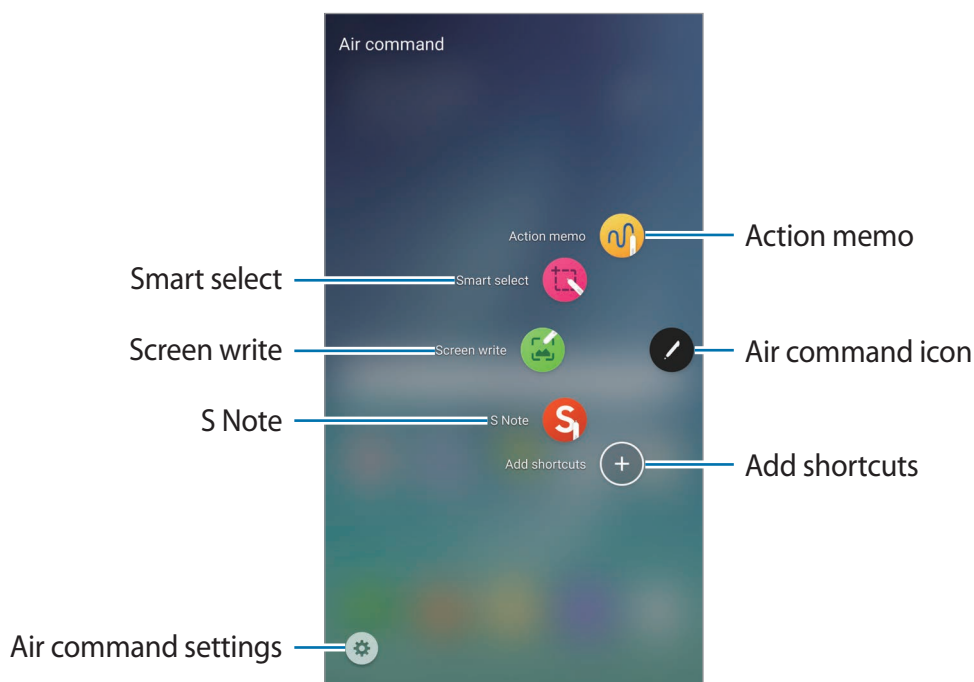 Air command
Action memo
Action memo
Smart select
Smart select
Screen write
Screen write
Air command icon
S Note
S Note
Add shortcuts
Add shortcuts
Air command settings